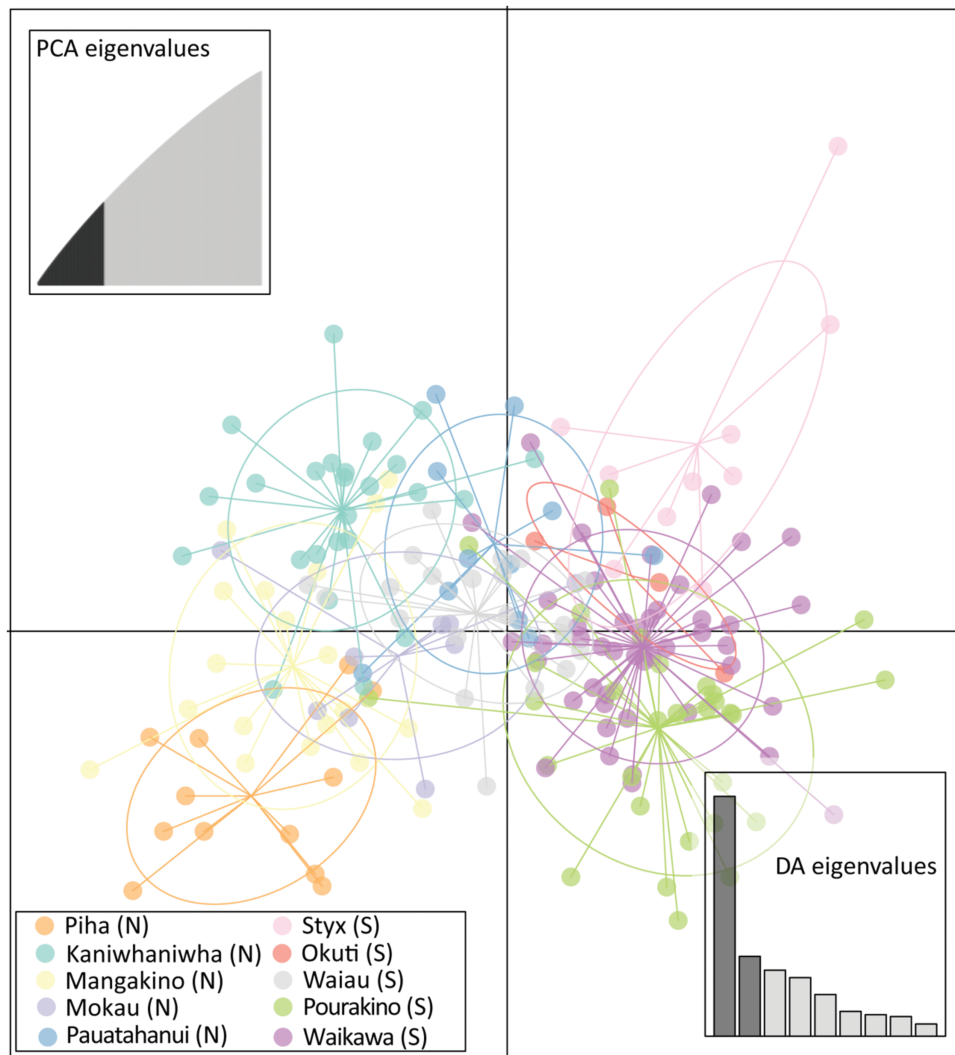 PCA eigenvalues
DA eigenvalues
Piha (N)
Kaniwhaniwha (N)
Mangakino (N)
Mokau (N)
Pauatahanui (N)
Styx (S)
Okuti (S)
Waiau (S)
Pourakino (S)
Waikawa (S)